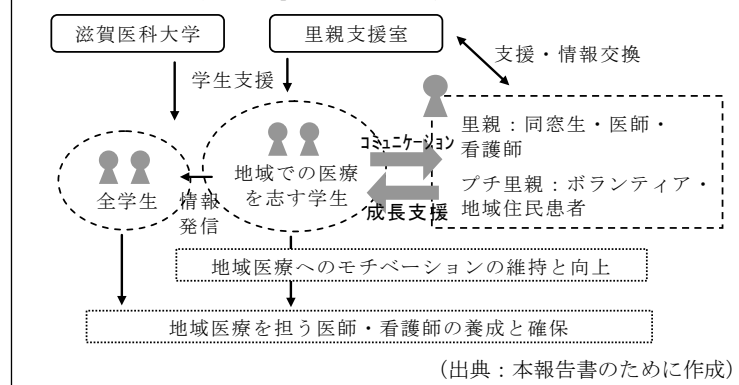 滋賀医科大学
里親支援室
学生支援
支援・情報交換
里親：同窓生・医師・
看護師
プチ里親：ボランティア・
地域住民患者
コミュニケーション
成長支援
地域での医療
を志す学生
全学生
情報
発信
地域医療へのモチベーションの維持と向上
地域医療を担う医師・看護師の養成と確保
（出典：本報告書のために作成）